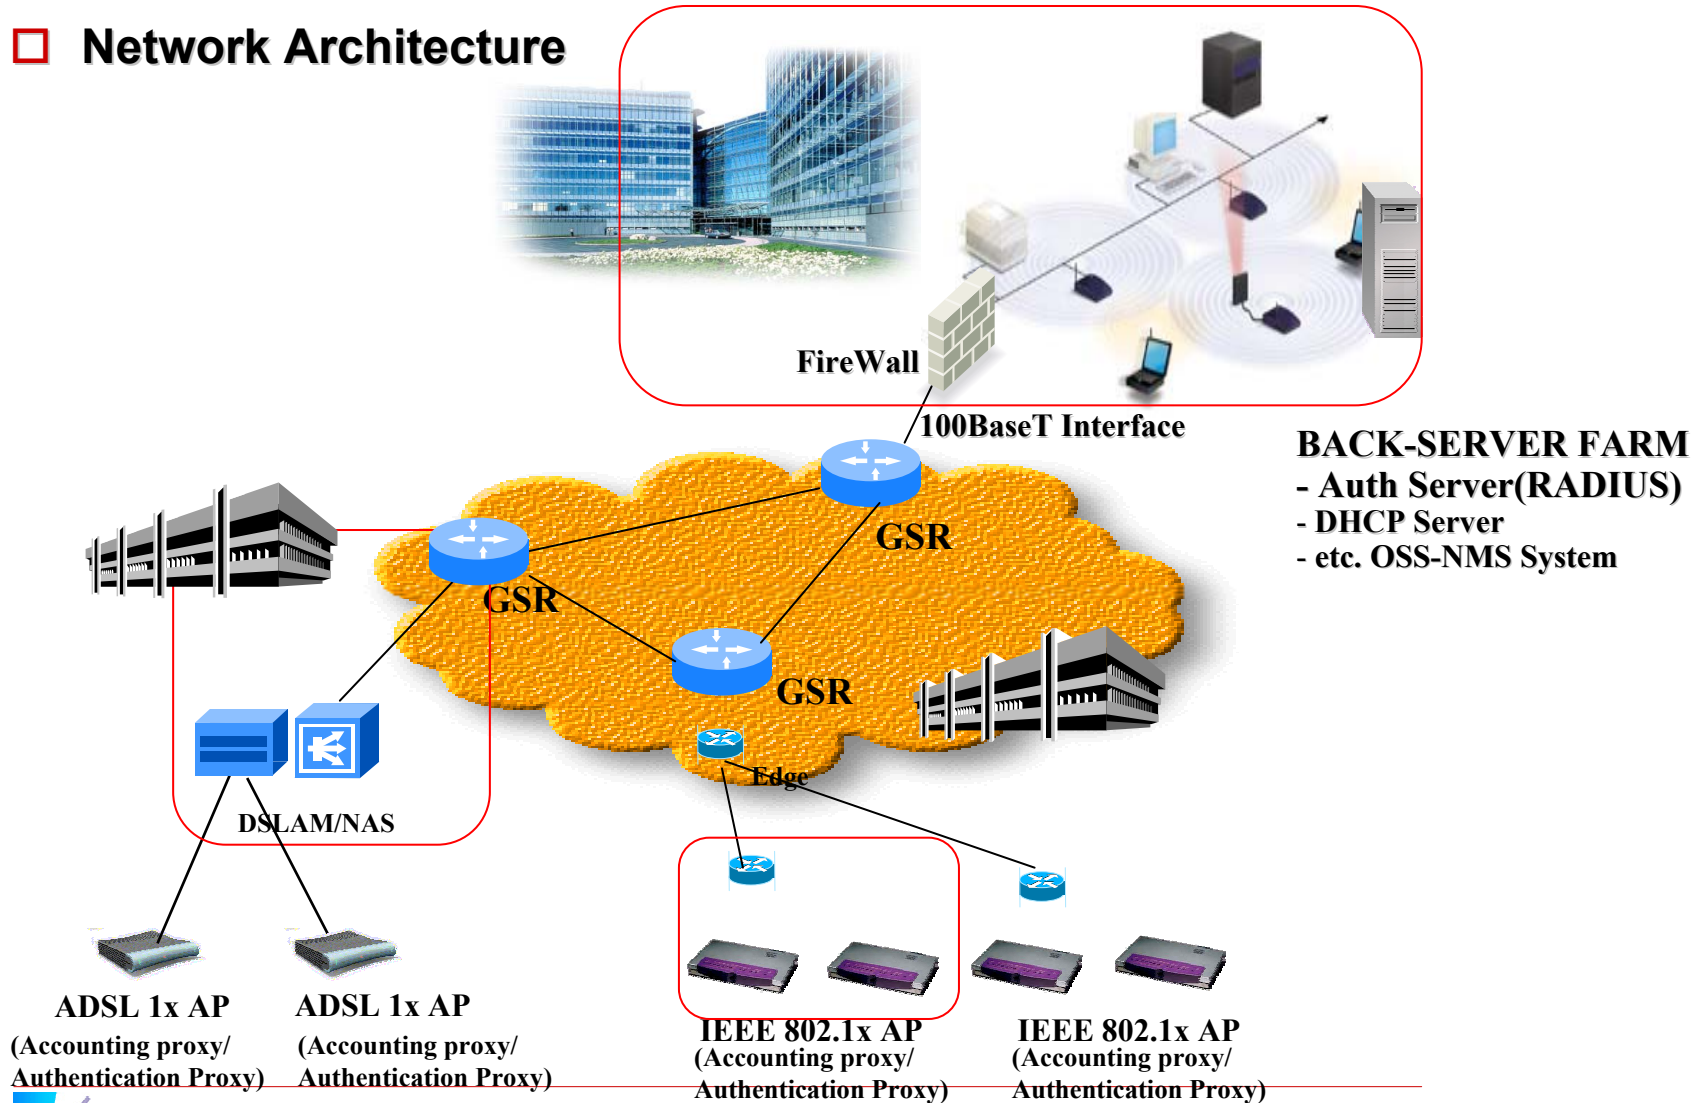 Network Architecture
FireWall
100BaseT Interface
BACK-SERVER FARM
- Auth Server(RADIUS)
- DHCP Server
- etc. OSS-NMS System
GSR
GSR
GSR
Edge
DSLAM/NAS
ADSL 1x AP
(Accounting proxy/
Authentication Proxy)
ADSL 1x AP
(Accounting proxy/
Authentication Proxy)
IEEE 802.1x AP
(Accounting proxy/
Authentication Proxy)
IEEE 802.1x AP
(Accounting proxy/
Authentication Proxy)